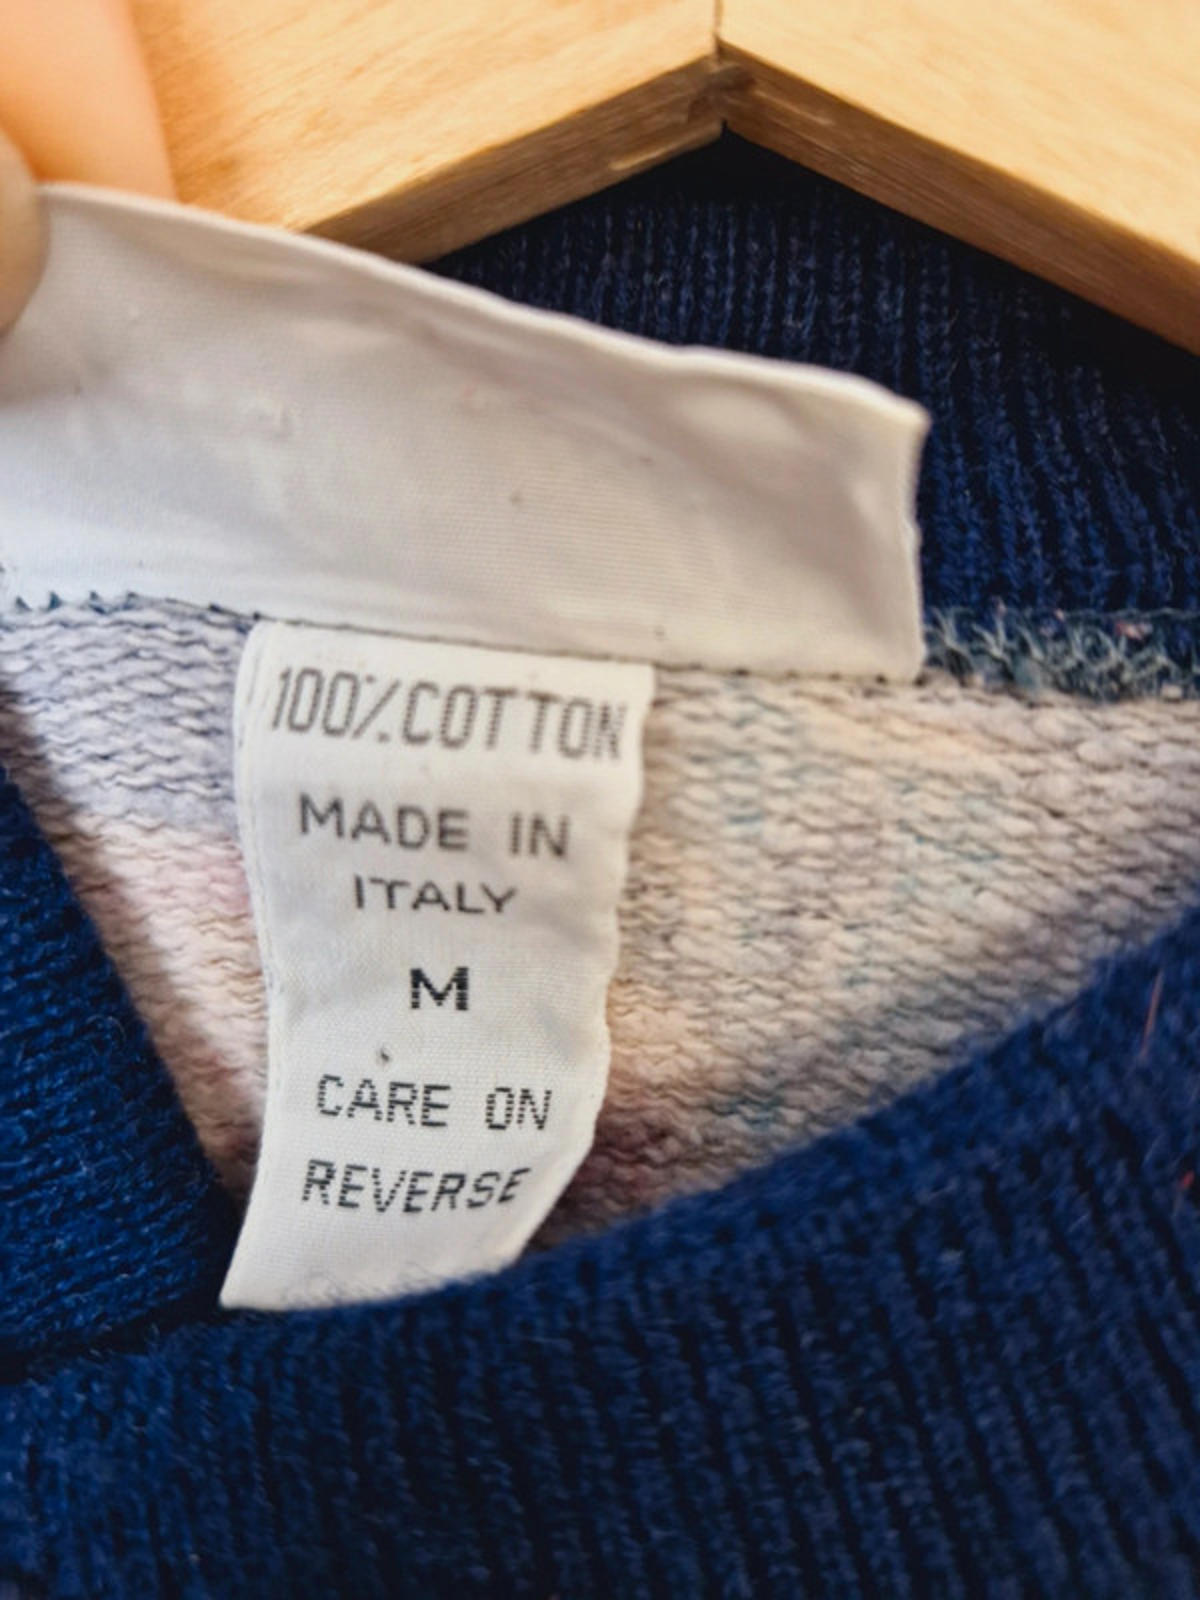 100% COTTON
MADE IN
ITALY
M
CARE ON
REVERSE